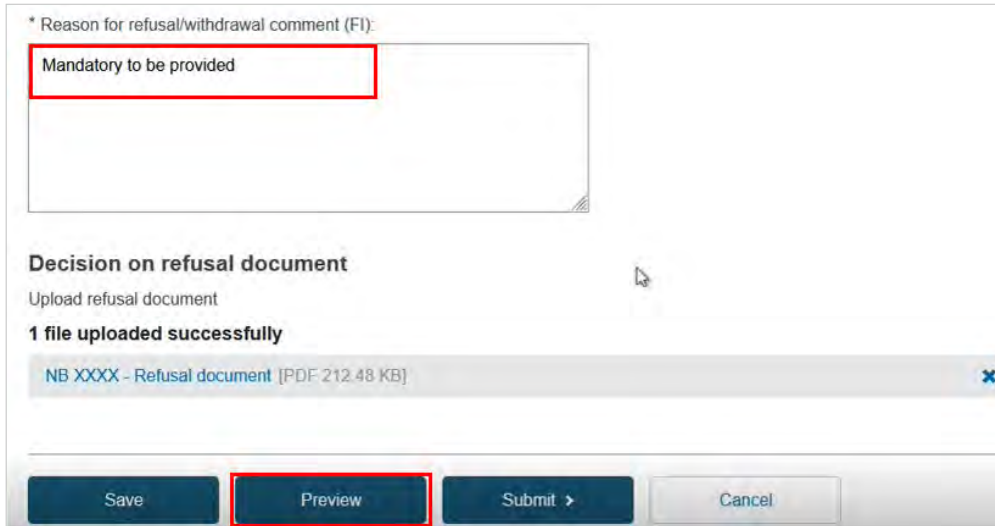 * Reason for refusal/withdrawal comment (FI):
Mandatory to be provided
Decision on refusal document
Upload refusal document
1 file uploaded successfully
NB XXXX - Refusal document [PDF 212.48 KB]
Save Preview Submit > Cancel